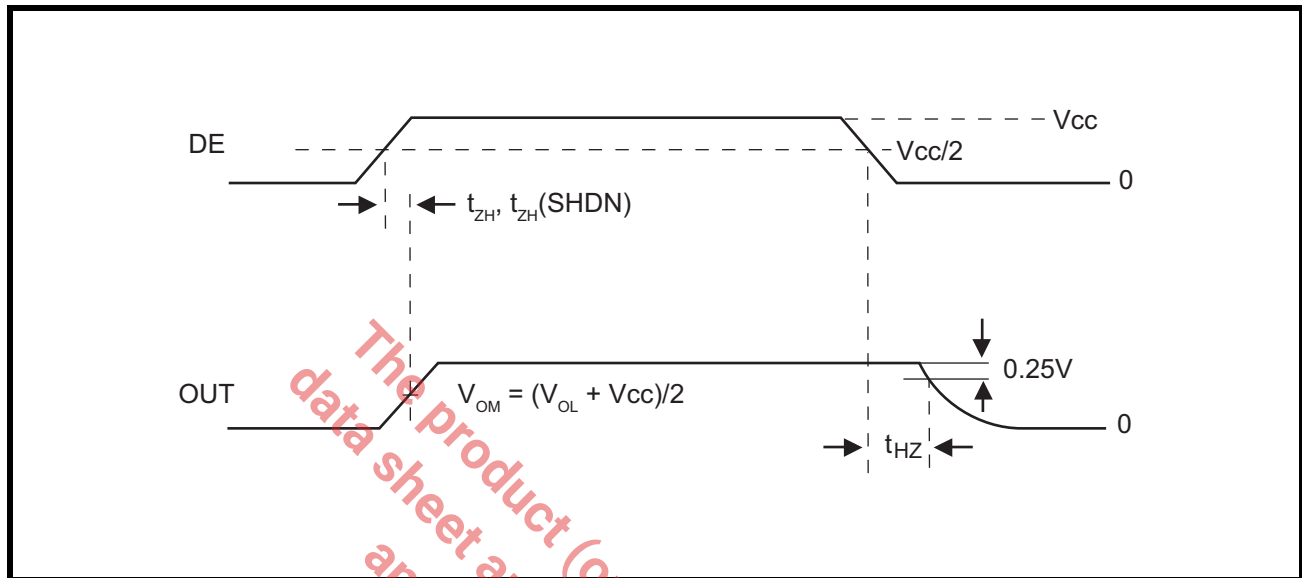 Vcc
DE
Vcc/2
0
tZH, tZH(SHDN)
0.25V
OUT
VOM = (VOL + Vcc)/2
0
tHZ
The product (o
data sheet a